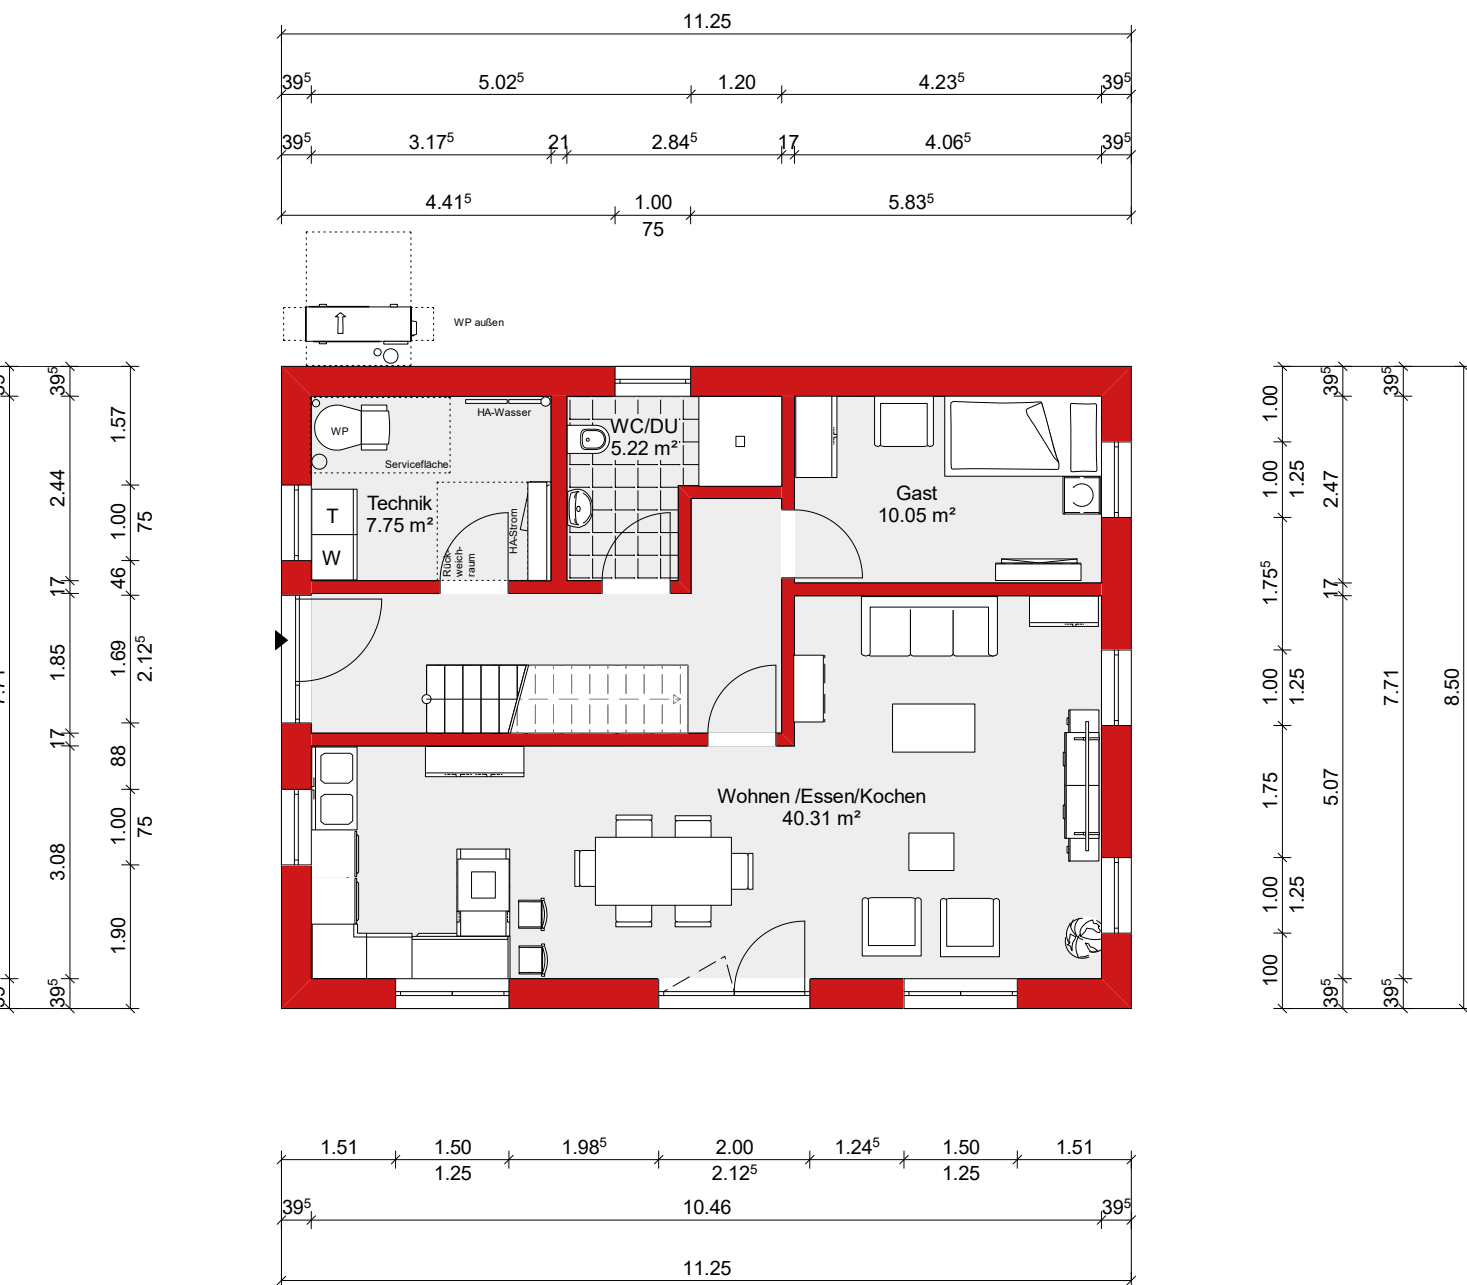 11.25
39⁵ 5.02⁵ 1.20 4.23⁵ 39⁵
39⁵ 3.17⁵ 21 2.84⁵ 17 4.06⁵ 39⁵
4.41⁵ 1.00 5.83⁵
75
WP außen
HA-Wasser
WP
Servicefläche
WC/DU
5.22 m²
Technik
7.75 m²
T
W
Rück-
weich-
raum
HA-Strom
Gast
10.05 m²
Wohnen /Essen/Kochen
40.31 m²
39⁵ 2.44 17 1.85 17 3.08 39⁵
1.57 1.00 46 1.69 88 1.00 1.90
75 2.12⁵ 75
1.00 1.00 1.75⁵ 1.00 1.75 1.00 100
1.25 1.25 1.25
39⁵ 2.47 17 5.07 39⁵
39⁵ 7.71 39⁵
8.50
1.51 1.50 1.98⁵ 2.00 1.24⁵ 1.50 1.51
1.25 2.12⁵ 1.25
39⁵ 10.46 39⁵
11.25